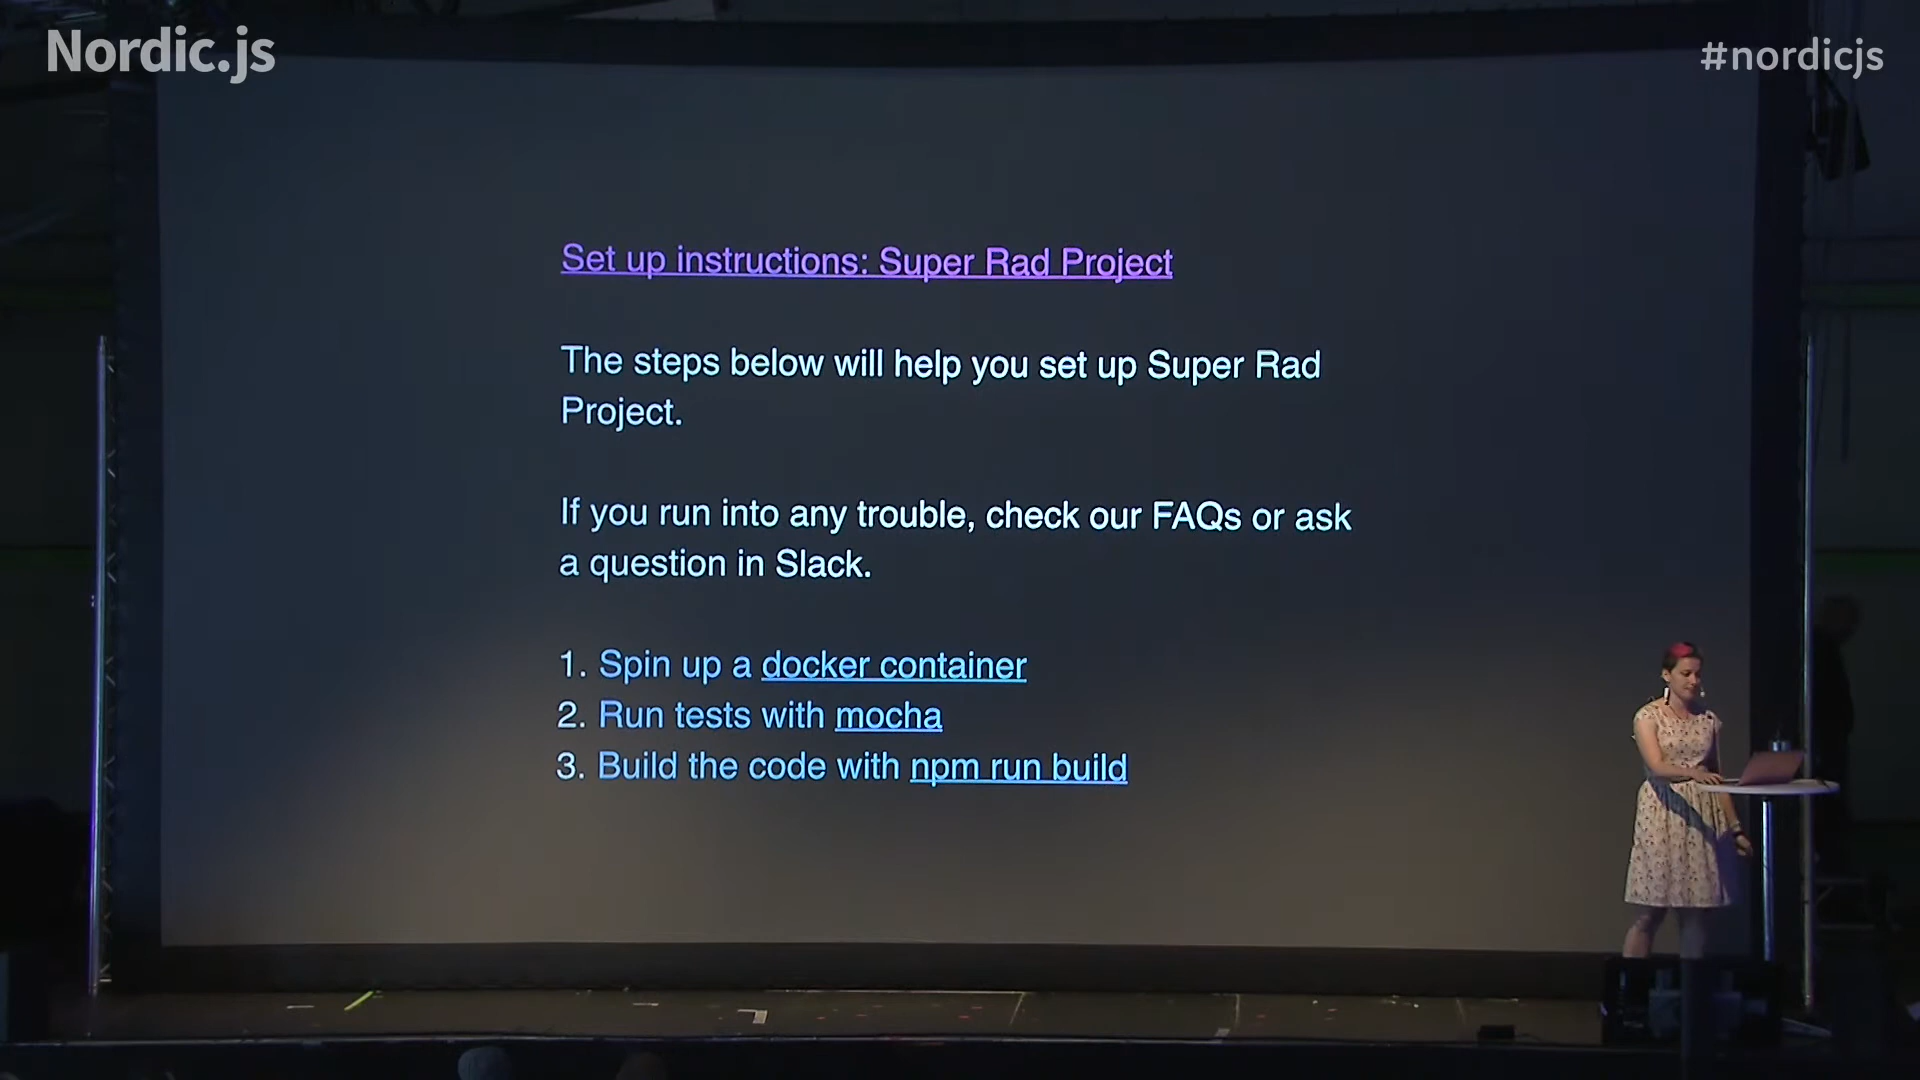 Nordic.js
#nordicjs
Set up instructions: Super Rad Project
The steps below will help you set up Super Rad
Project.
If you run into any trouble, check our FAQs or ask
a question in Slack.
1. Spin up a docker container
2. Run tests with mocha
3. Build the code with npm run build